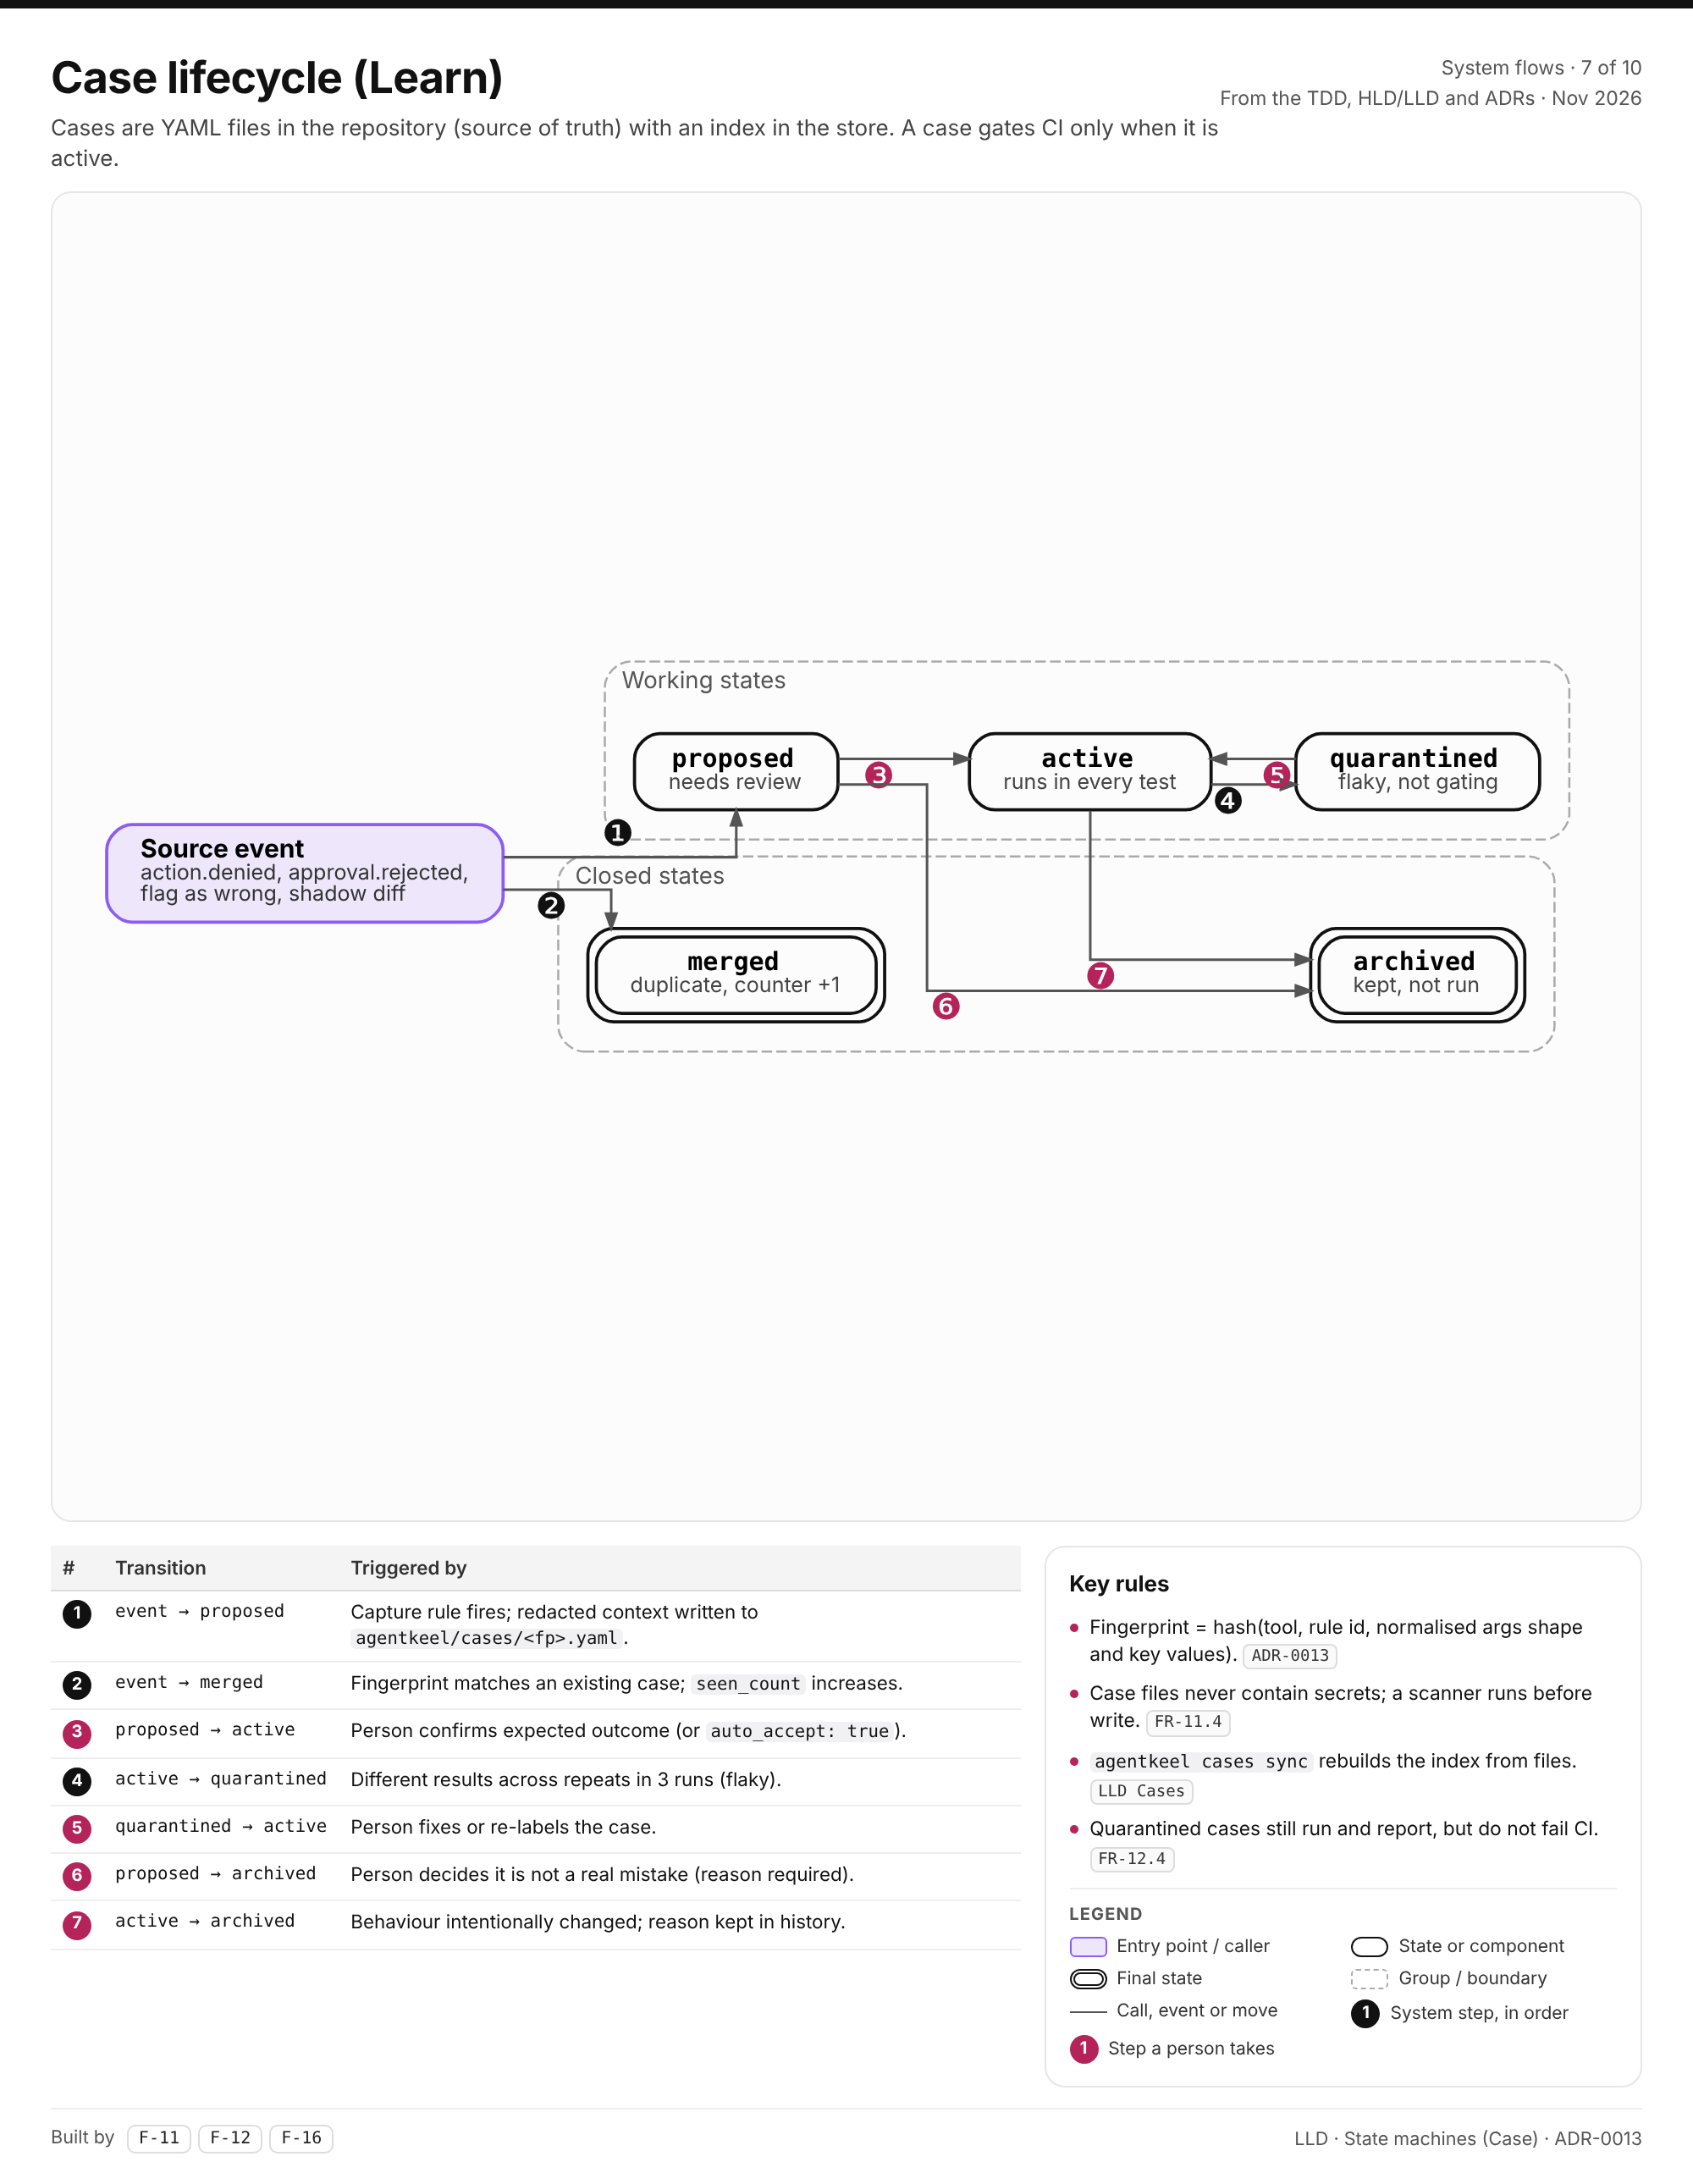 Case lifecycle (Learn)
System flows · 7 of 10
From the TDD, HLD/LLD and ADRs · Nov 2026
Cases are YAML files in the repository (source of truth) with an index in the store. A case gates CI only when it is
active.
Working states
proposed
needs review
active
runs in every test
quarantined
flaky, not gating
3
5
4
1
Source event
action.denied, approval.rejected,
flag as wrong, shadow diff
2
Closed states
merged
duplicate, counter +1
archived
kept, not run
7
6
# Transition Triggered by
1 event → proposed Capture rule fires; redacted context written to
agentkeel/cases/<fp>.yaml.
2 event → merged Fingerprint matches an existing case; seen_count increases.
3 proposed → active Person confirms expected outcome (or auto_accept: true).
4 active → quarantined Different results across repeats in 3 runs (flaky).
5 quarantined → active Person fixes or re-labels the case.
6 proposed → archived Person decides it is not a real mistake (reason required).
7 active → archived Behaviour intentionally changed; reason kept in history.
Key rules
Fingerprint = hash(tool, rule id, normalised args shape
and key values). ADR-0013
Case files never contain secrets; a scanner runs before
write. FR-11.4
agentkeel cases sync rebuilds the index from files.
LLD Cases
Quarantined cases still run and report, but do not fail CI.
FR-12.4
LEGEND
Entry point / caller
State or component
Final state
Group / boundary
Call, event or move
1 System step, in order
1 Step a person takes
Built by F-11 F-12 F-16
LLD · State machines (Case) · ADR-0013